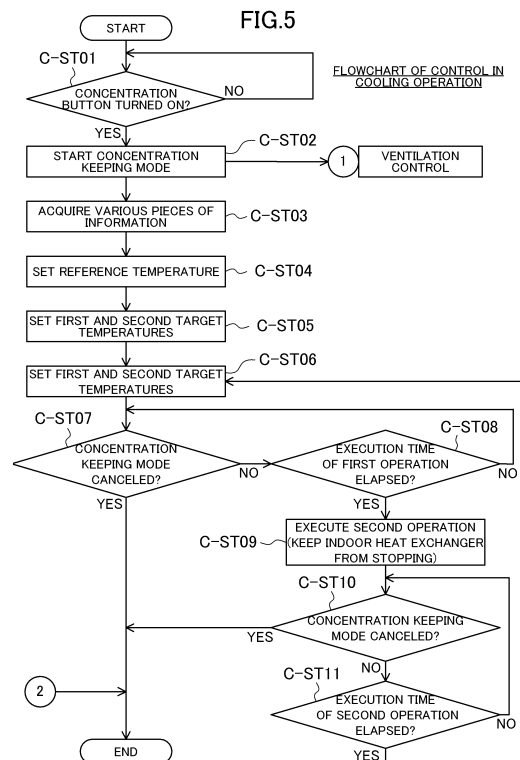 FIG.5
START
C-ST01
CONCENTRATION
BUTTON TURNED ON?
NO
FLOWCHART OF CONTROL IN
COOLING OPERATION
YES
C-ST02
START CONCENTRATION
KEEPING MODE
1
VENTILATION
CONTROL
ACQUIRE VARIOUS PIECES OF
INFORMATION
C-ST03
SET REFERENCE TEMPERATURE
C-ST04
SET FIRST AND SECOND TARGET
TEMPERATURES
C-ST05
C-ST06
SET FIRST AND SECOND TARGET
TEMPERATURES
C-ST07
CONCENTRATION
KEEPING MODE
CANCELED?
NO
YES
C-ST08
EXECUTION TIME
OF FIRST OPERATION
ELAPSED?
NO
YES
C-ST09
EXECUTE SECOND OPERATION
(KEEP INDOOR HEAT EXCHANGER
FROM STOPPING)
C-ST10
CONCENTRATION KEEPING
MODE CANCELED?
YES
NO
2
C-ST11
EXECUTION TIME
OF SECOND OPERATION
ELAPSED?
NO
YES
END